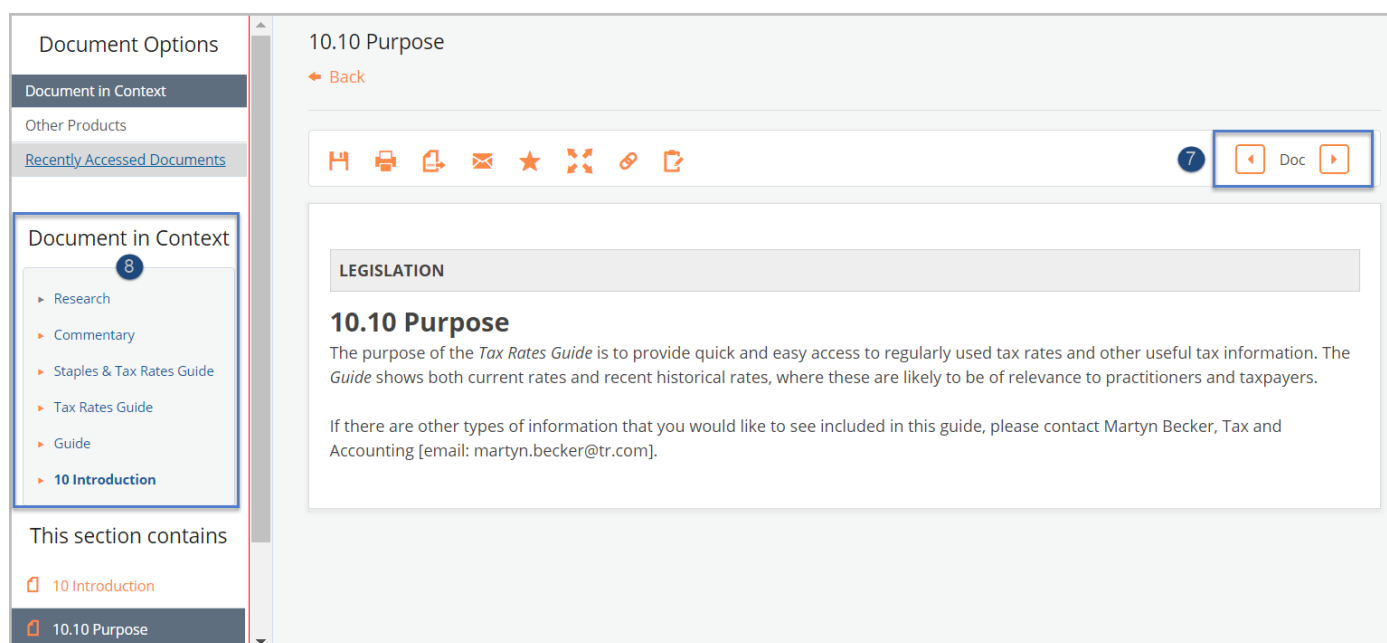 Document Options
Document in Context
Other Products
Recently Accessed Documents
Document in Context
8
Research
Commentary
Staples & Tax Rates Guide
Tax Rates Guide
Guide
10 Introduction
This section contains
10 Introduction
10.10 Purpose
10.10 Purpose
Back
7
Doc
LEGISLATION
10.10 Purpose
The purpose of the Tax Rates Guide is to provide quick and easy access to regularly used tax rates and other useful tax information. The
Guide shows both current rates and recent historical rates, where these are likely to be of relevance to practitioners and taxpayers.
If there are other types of information that you would like to see included in this guide, please contact Martyn Becker, Tax and
Accounting [email: martyn.becker@tr.com].